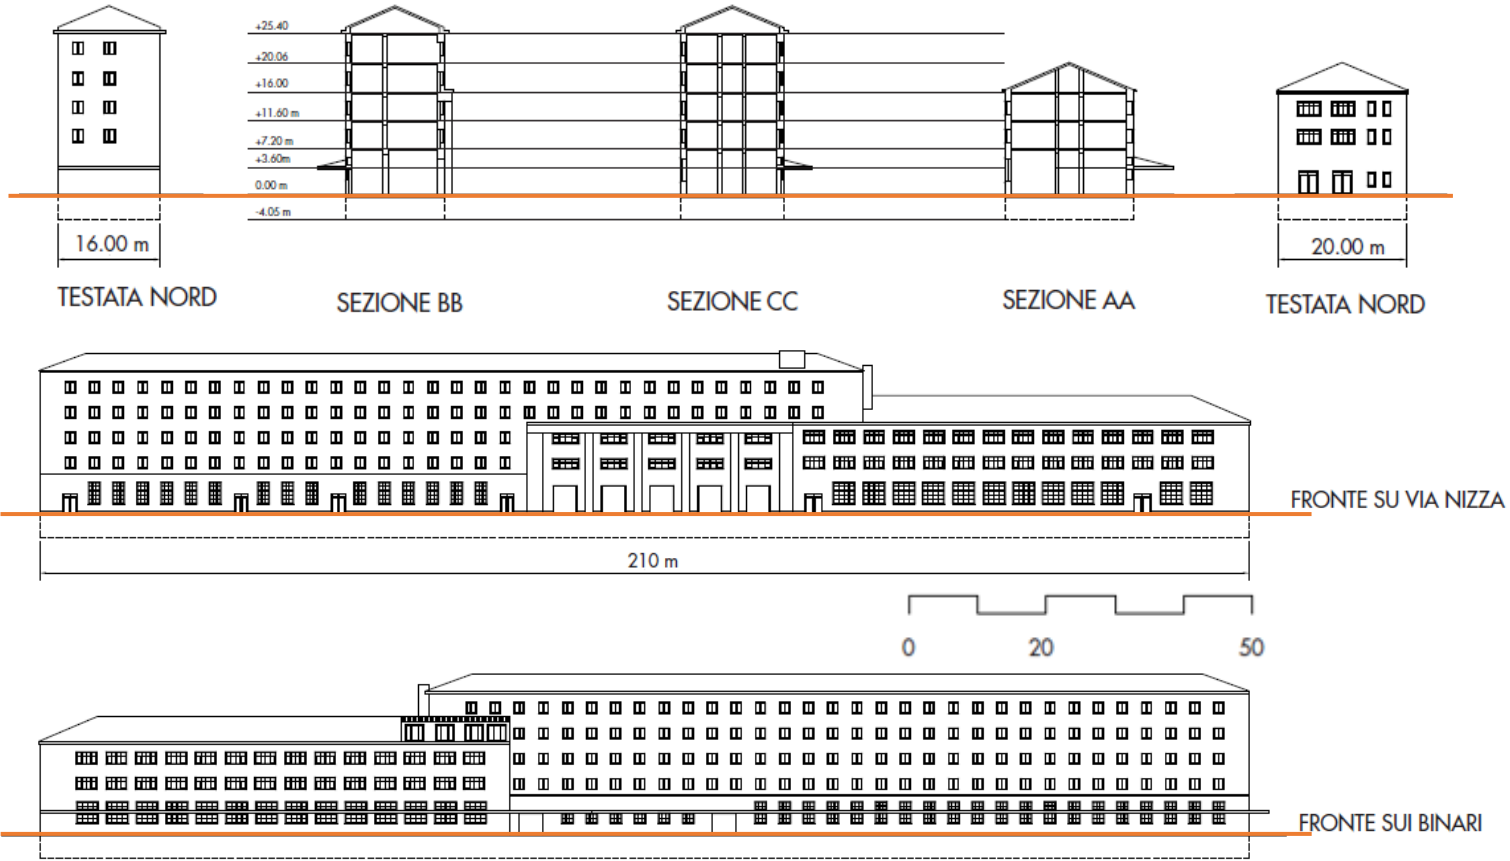 +25.40
+20.06
+16.00
+11.60 m
+7.20 m
+3.60m
0.00 m
-4.05 m
16.00 m
20.00 m
TESTATA NORD
SEZIONE BB
SEZIONE CC
SEZIONE AA
TESTATA NORD
FRONTE SU VIA NIZZA
210 m
0 20 50
FRONTE SUI BINARI